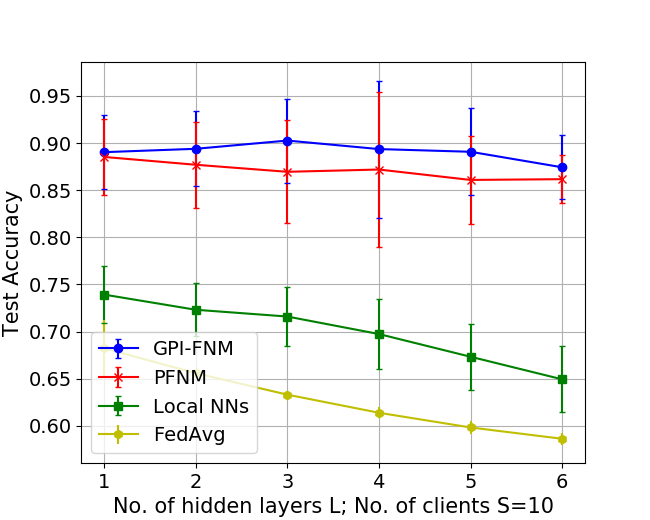 0.95
0.90
0.85
0.80
0.75
0.70
0.65
0.60
Test Accuracy
GPI-FNM
PFNM
Local NNs
FedAvg
1 2 3 4 5 6
No. of hidden layers L; No. of clients S=10